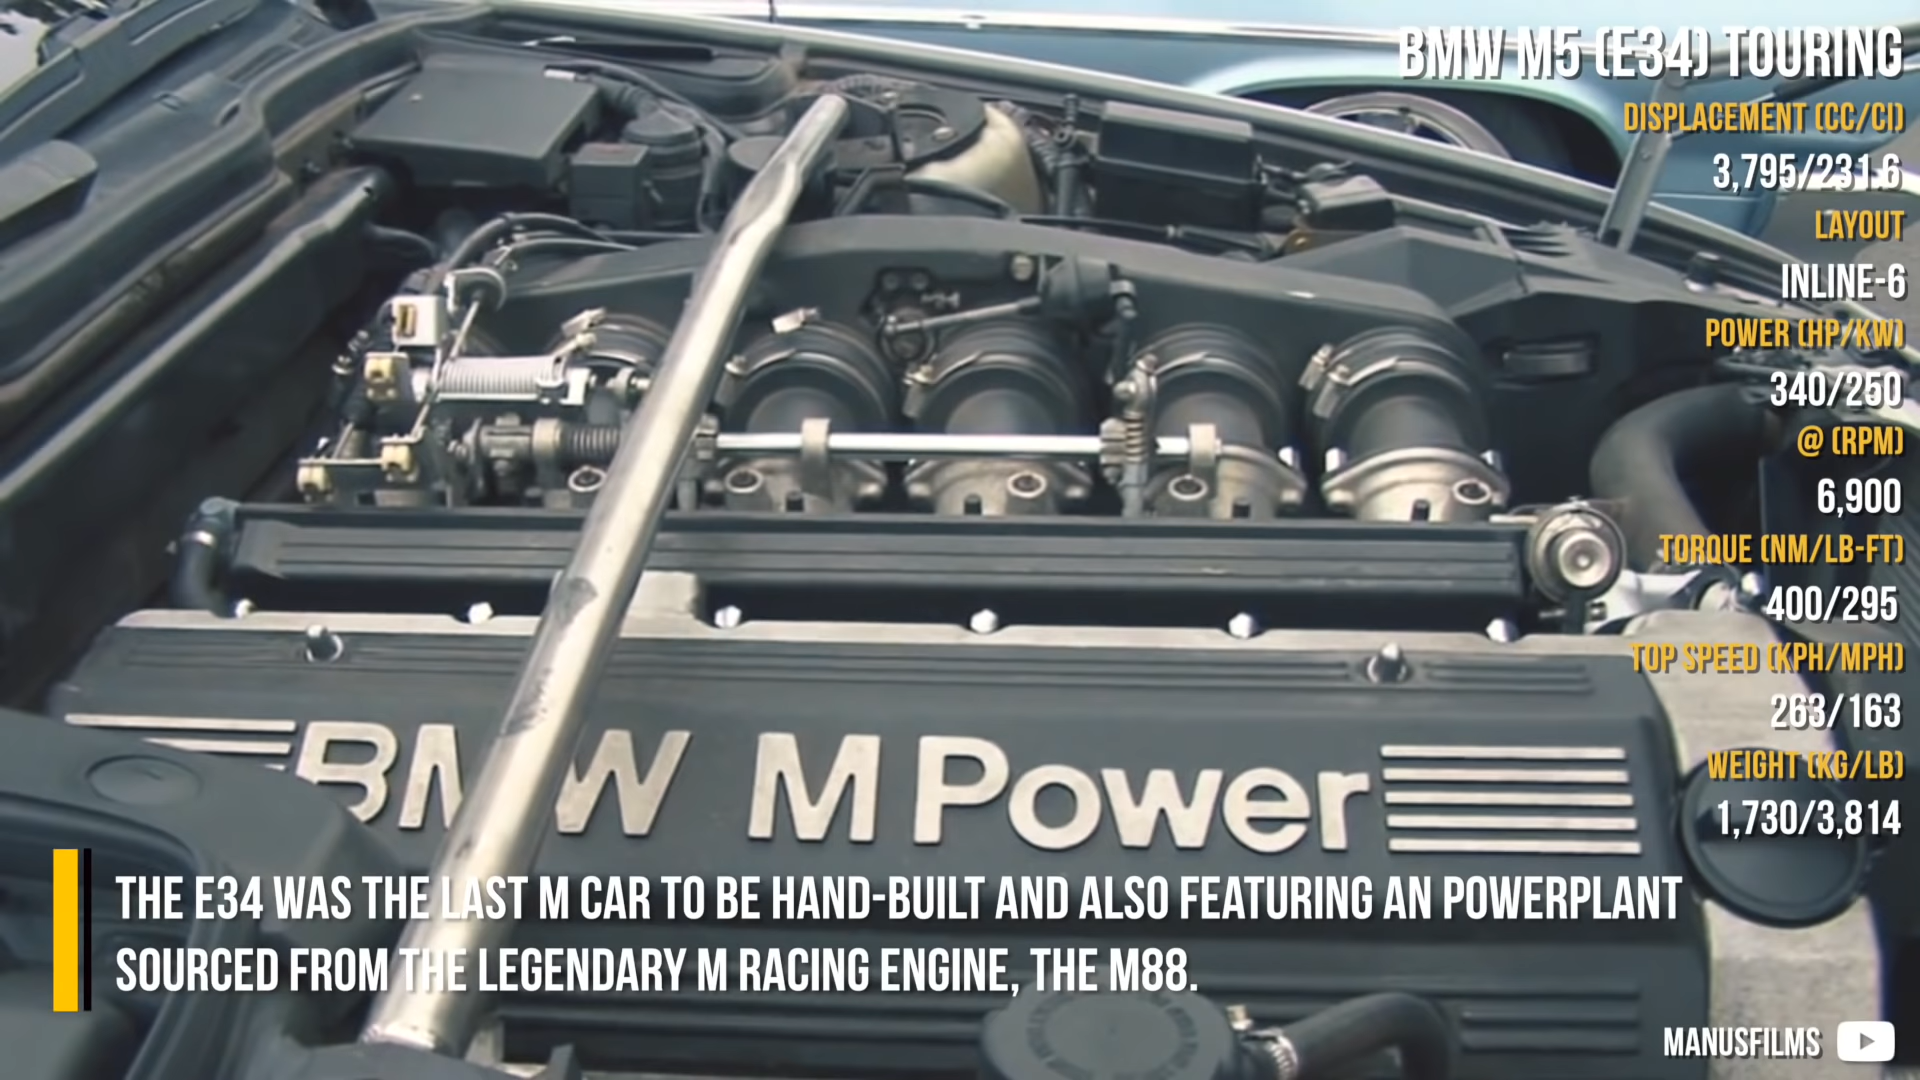 BMW M5 (E34) TOURING
DISPLACEMENT (CC/CI)
3,795/231.6
LAYOUT
INLINE-6
POWER (HP/KW)
340/250
@ (RPM)
6,900
TORQUE (NM/LB-FT)
400/295
TOP SPEED (KPH/MPH)
263/163
WEIGHT (KG/LB)
1,730/3,814
BMW M Power
THE E34 WAS THE LAST M CAR TO BE HAND-BUILT AND ALSO FEATURING AN POWERPLANT
SOURCED FROM THE LEGENDARY M RACING ENGINE, THE M88.
MANUSFILMS